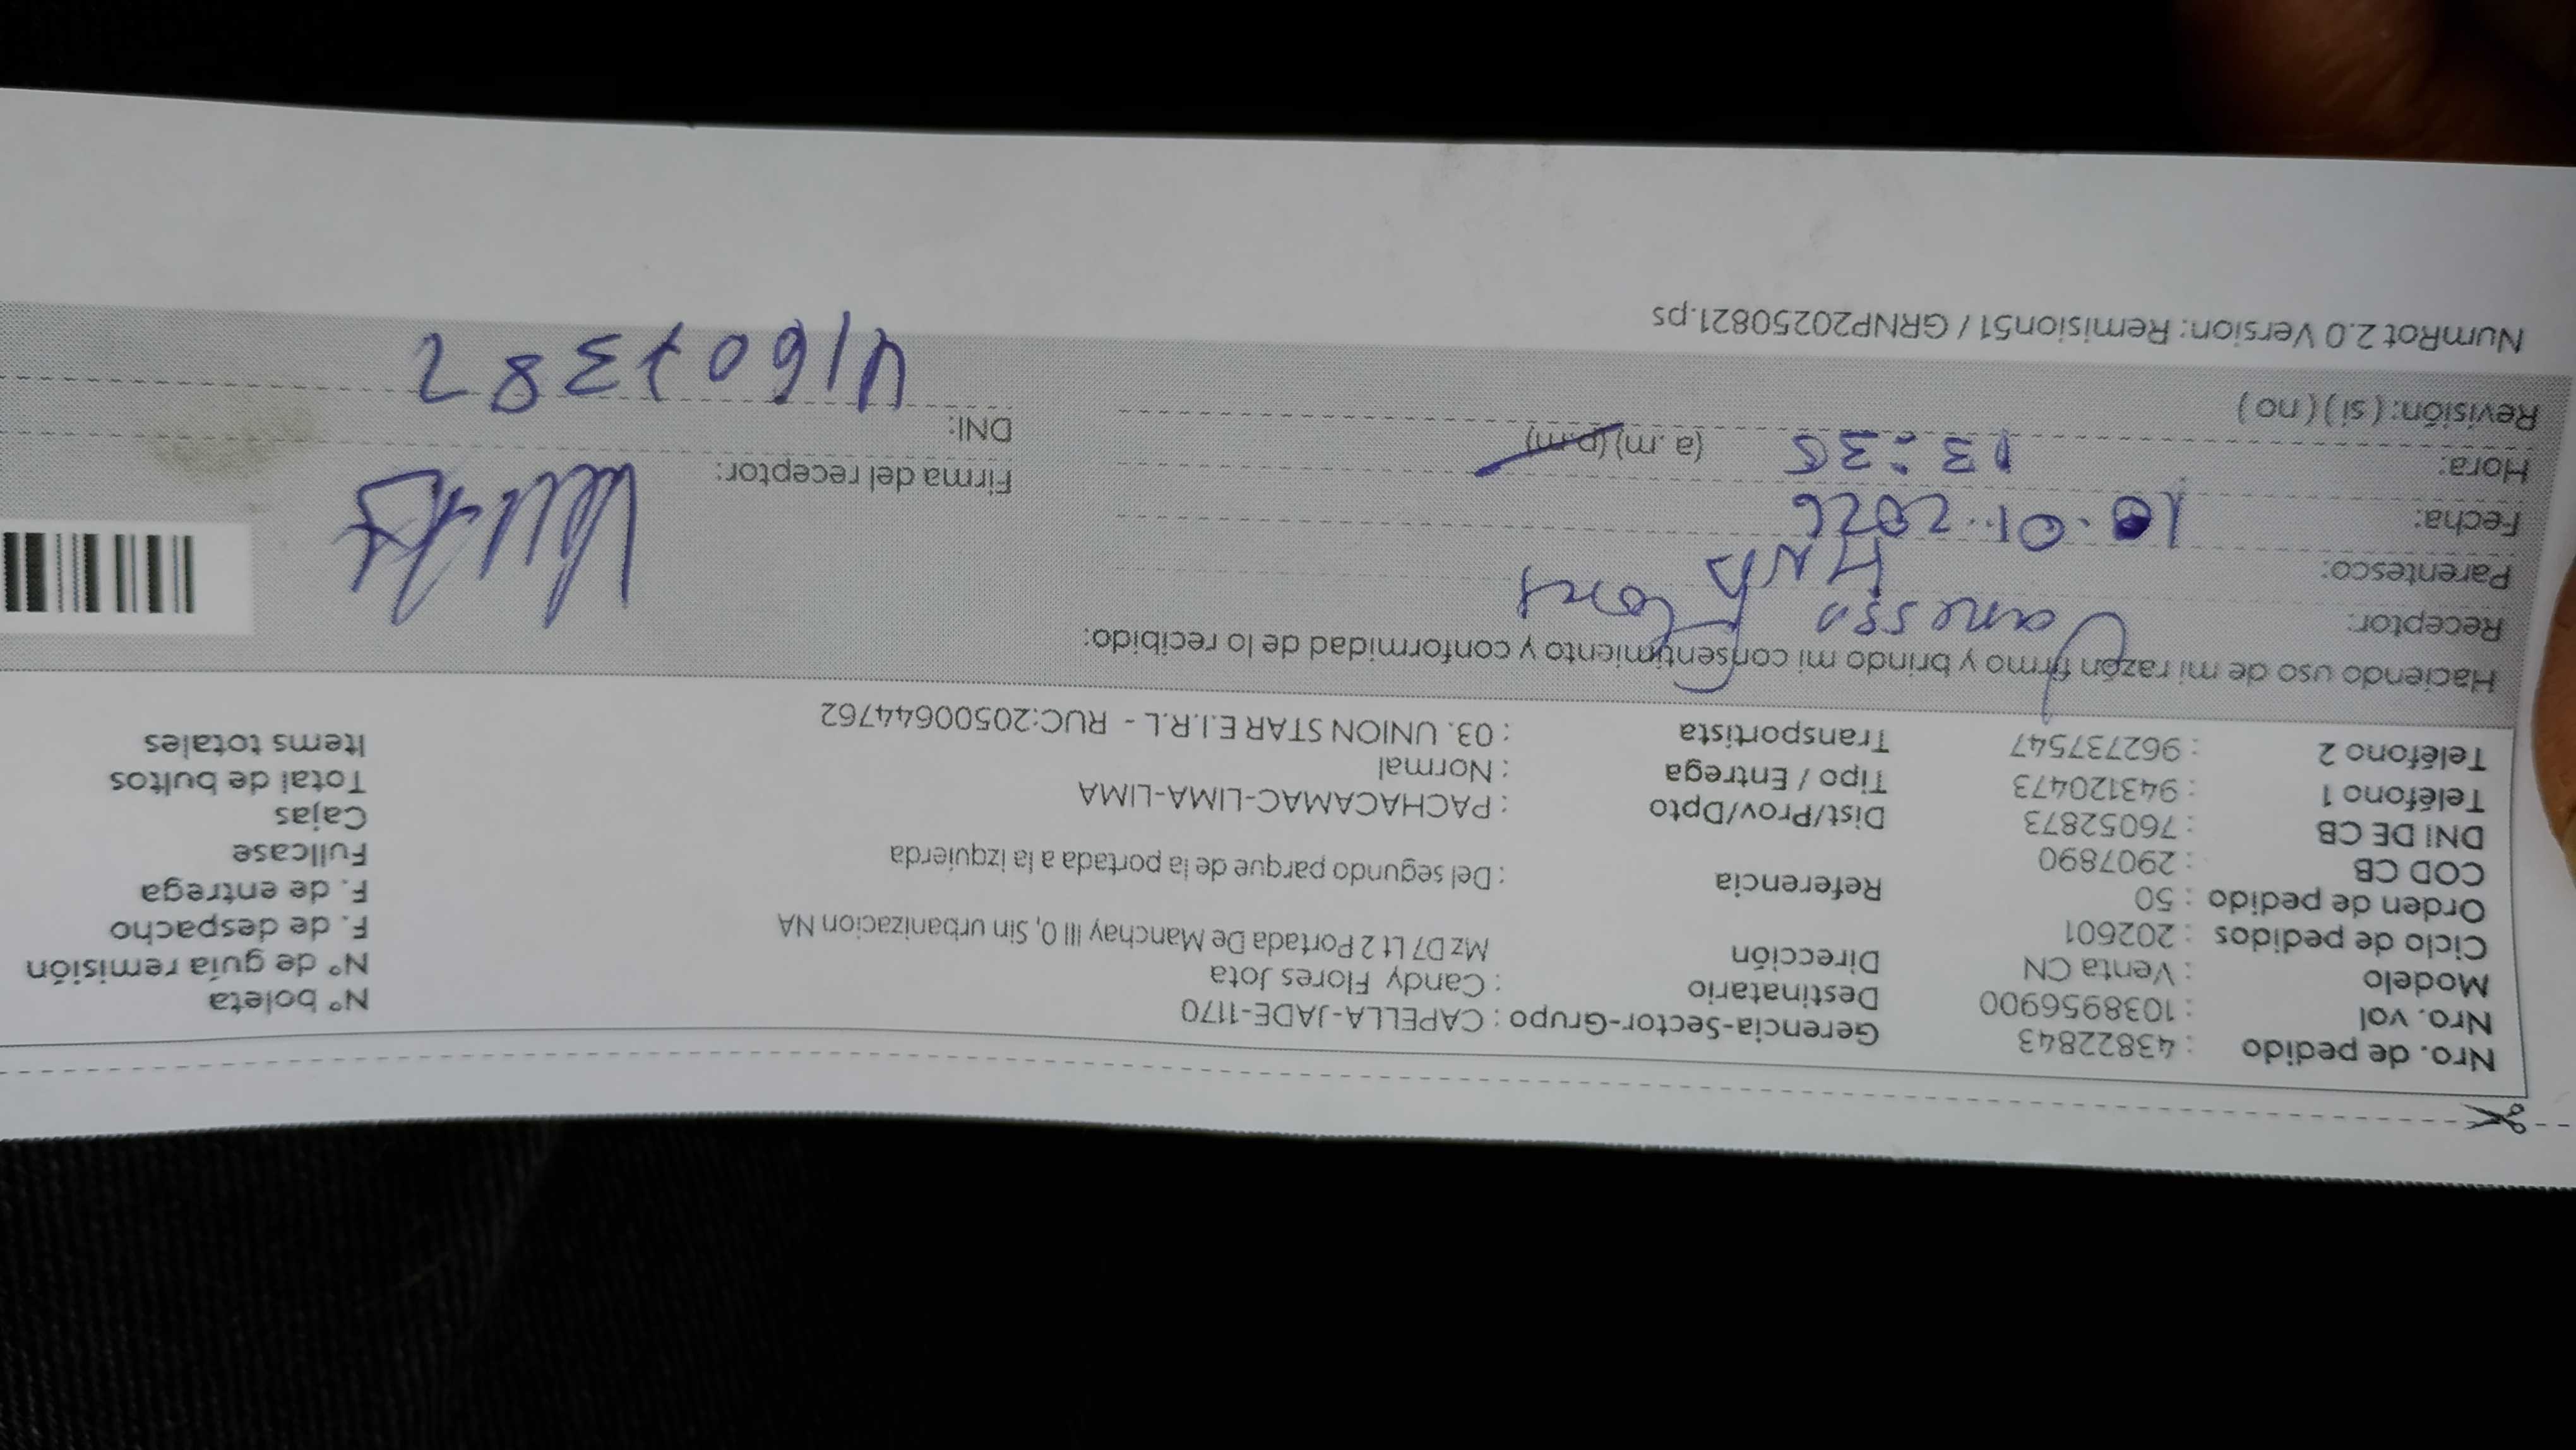 Nro. de pedido : 43822843 Gerencia-Sector-Grupo : CAPELLA-JADE-1170 N° boleta
Nro. vol : 1038956900 Destinatario : Candy Flores Jota N° de guía remisión
Modelo : Venta CN Dirección Mz D7 Lt 2 Portada De Manchay III 0, Sin urbanizacion NA F. de despacho
Ciclo de pedidos : 202601 F. de entrega
Orden de pedido : 50 Referencia : Del segundo parque de la portada a la izquierda Fullcase
COD CB : 2907890 Cajas
DNI DE CB : 76052873 Dist/Prov/Dpto : PACHACAMAC-LIMA-LIMA Total de bultos
Teléfono 1 : 943120473 Tipo / Entrega : Normal Items totales
Teléfono 2 : 962737547 Transportista : 03. UNION STAR E.I.R.L - RUC:20500644762
Haciendo uso de mi razón firmo y brindo mi consentimiento y conformidad de lo recibido:
Receptor: Vanessa Flores
Parentesco:
Fecha: 10.01.2026 Firma del receptor:
Hora: 13:35 (a.m)(p.m) DNI: 41607382
Revisión: (si) (no)
NumRot 2.0 Version: Remision51 / GRNP20250821.ps